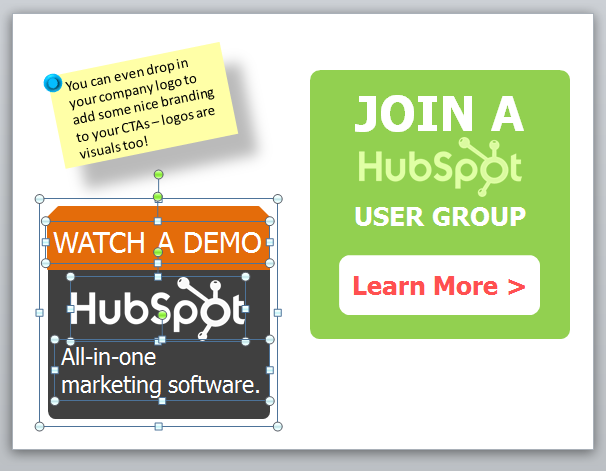 You can even drop in
your company logo to
add some nice branding
to your CTAs – logos are
visuals too!
WATCH A DEMO
HubSpot
All-in-one
marketing software.
JOIN A
HubSpot
USER GROUP
Learn More >